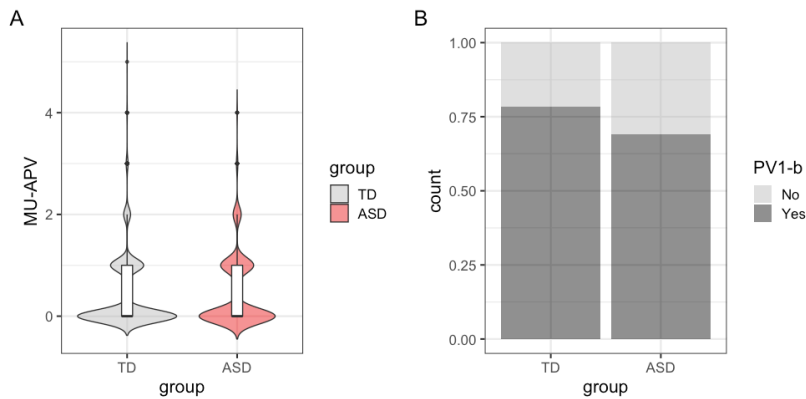 A
MU-APV
4
2
0
TD
ASD
group
group
TD
ASD
B
count
1.00
0.75
0.50
0.25
0.00
TD
ASD
group
PV1-b
No
Yes